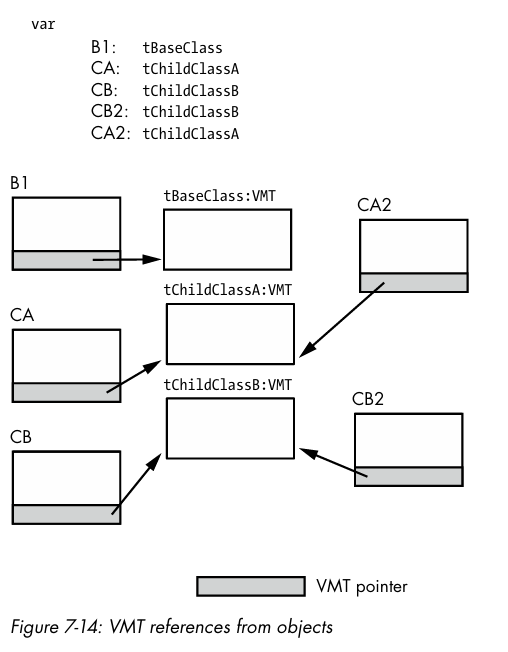 var
B1: tBaseClass
CA: tChildClassA
CB: tChildClassB
CB2: tChildClassB
CA2: tChildClassA
B1
tBaseClass:VMT
CA2
tChildClassA:VMT
CA
tChildClassB:VMT
CB2
CB
VMT pointer
Figure 7-14: VMT references from objects